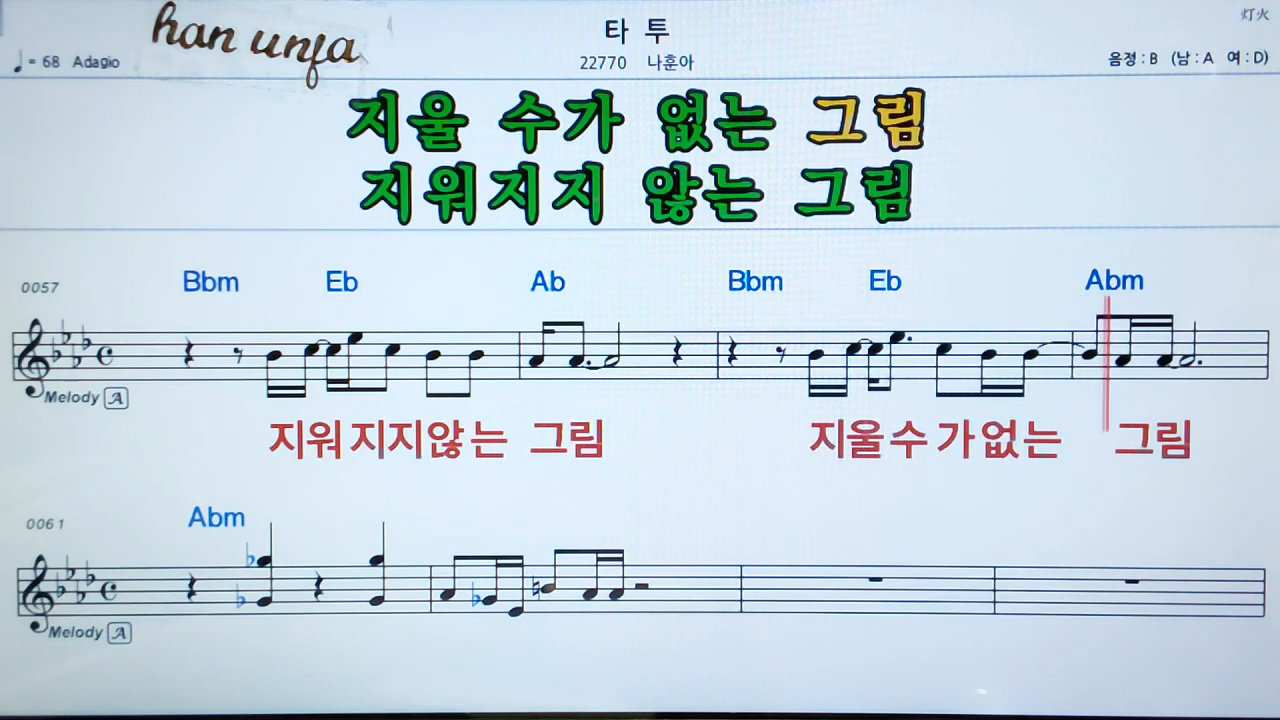 han unfa
타 투
灯火
♩= 68 Adagio
22770 나훈아
음정 : B (남 : A 여 : D)
지울 수가 없는 그림
지워지지 않는 그림
0057 Bbm Eb Ab Bbm Eb Abm
Melody A
지워지지않는 그림 지울수가없는 그림
0061 Abm
Melody A